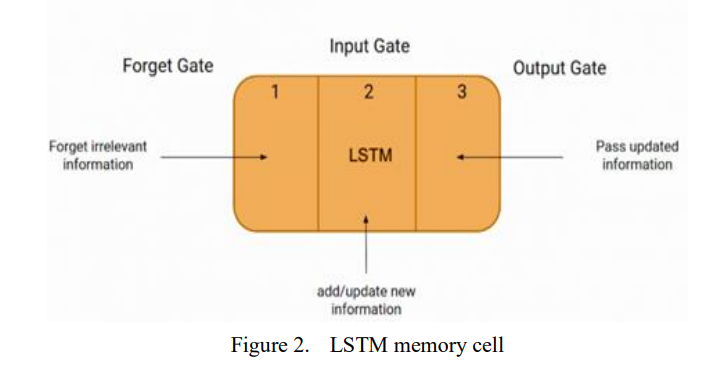 Input Gate
Forget Gate
Output Gate
1
2
3
Forget irrelevant
information
LSTM
Pass updated
information
add/update new
information
Figure 2. LSTM memory cell